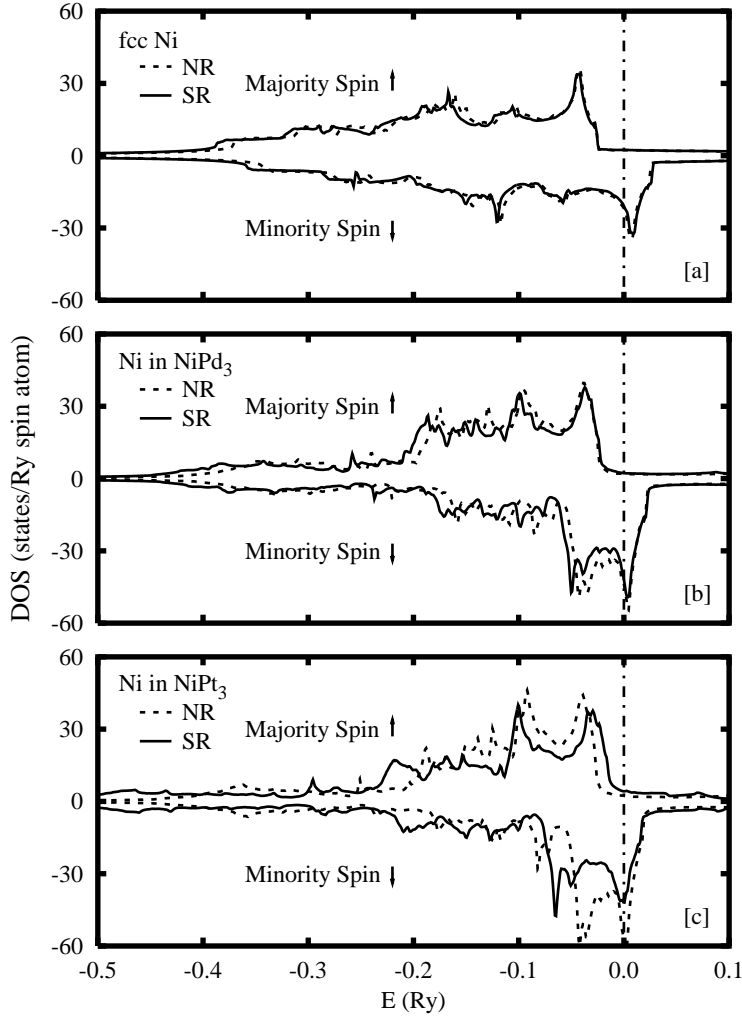 60
fcc Ni
NR
SR
Majority Spin
30
0
Minority Spin
-30
[a]
-60
60
Ni in NiPd3
NR
SR
Majority Spin
30
0
Minority Spin
-30
[b]
-60
60
Ni in NiPt3
NR
SR
Majority Spin
30
0
Minority Spin
-30
[c]
-60
-0.5 -0.4 -0.3 -0.2 -0.1 0.0 0.1
E (Ry)
DOS (states/Ry spin atom)